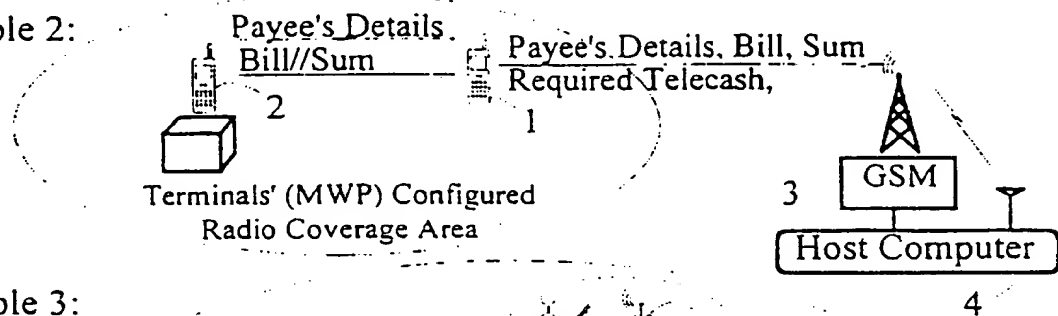 ple 2:
Payee's Details.
Bill//Sum
2
Payee's Details, Bill, Sum
Required Telecash,
1
Terminals' (MWP) Configured
Radio Coverage Area
3
GSM
Host Computer
4
ple 3: